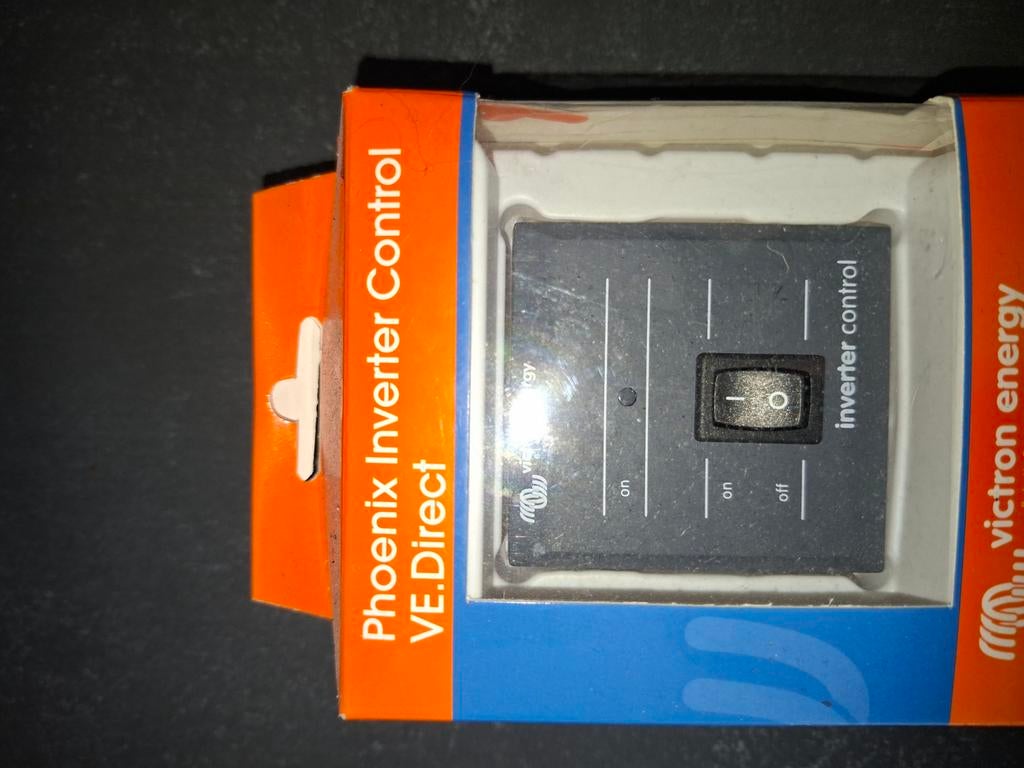 Phoenix Inverter Control
VE.Direct
on
on
I
off
O
inverter control
victron energy